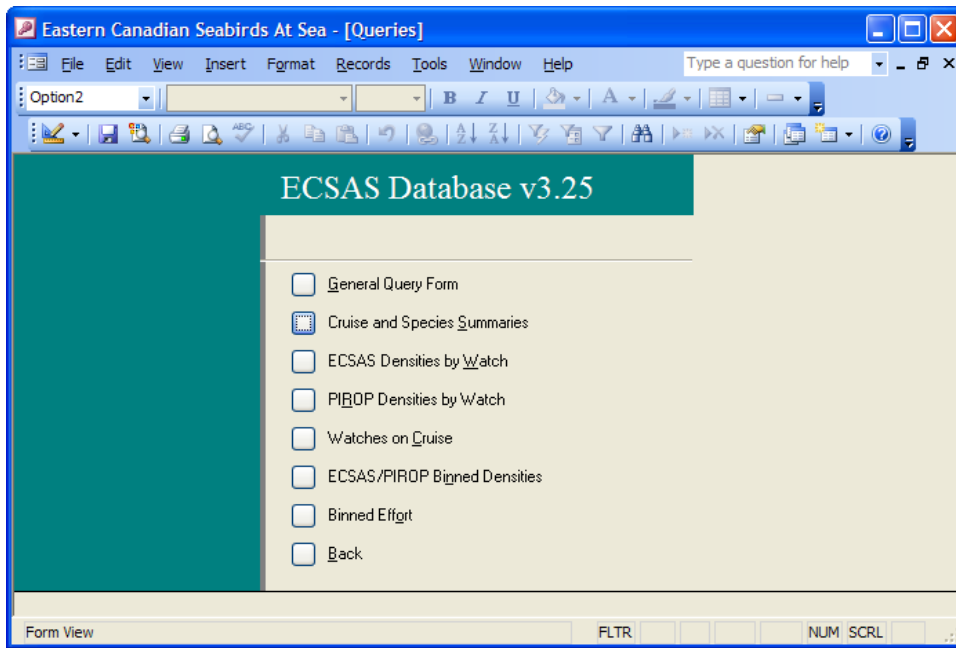 Eastern Canadian Seabirds At Sea - [Queries]
File Edit View Insert Format Records Tools Window Help Type a question for help
Option2 B I U A
ABC A Z Z A
ECSAS Database v3.25
General Query Form
Cruise and Species Summaries
ECSAS Densities by Watch
PIROP Densities by Watch
Watches on Cruise
ECSAS/PIROP Binned Densities
Binned Effort
Back
Form View FLTR NUM SCRL